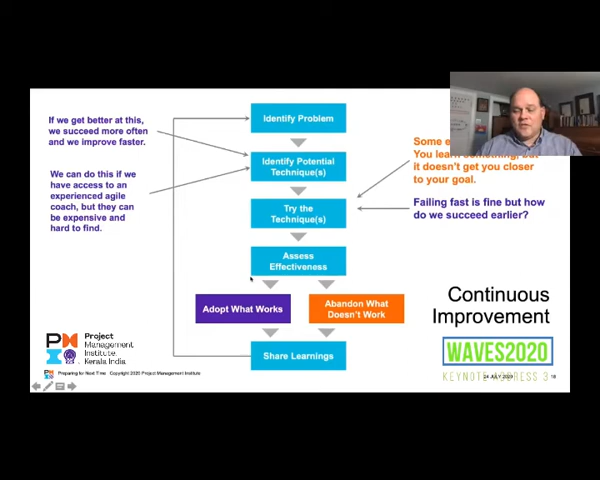 If we get better at this,
we succeed more often
and we improve faster.
We can do this if we
have access to an
experienced agile
coach, but they can
be expensive and
hard to find.
Identify Problem
Identify Potential
Technique(s)
Try the
Technique(s)
Assess
Effectiveness
Adopt What Works
Abandon What
Doesn't Work
Share Learnings
Some
You learn something, but
it doesn't get you closer
to your goal.
Failing fast is fine but how
do we succeed earlier?
Continuous
Improvement
WAVES2020
KEYNOTE ADDRESS 3
24 JULY 2020
18
Project
Management
Institute.
Kerala India.
Preparing for Next Time Copyright 2020 Project Management Institute